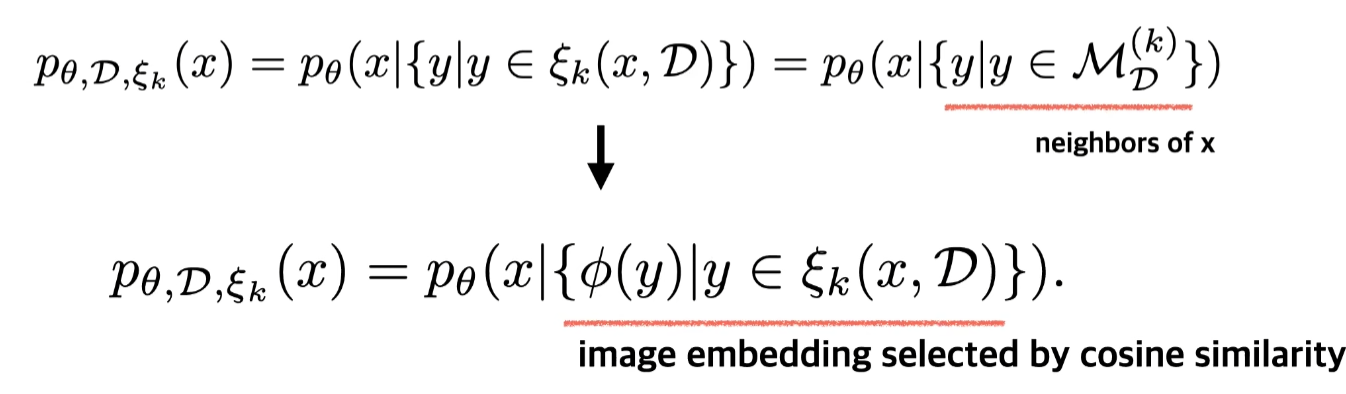 p_{θ,𝒟,ξ_k}(x) = p_θ(x|{y|y ∈ ξ_k(x, 𝒟)}) = p_θ(x|{y|y ∈ ℳ_𝒟^{(k)}})
neighbors of x
p_{θ,𝒟,ξ_k}(x) = p_θ(x|{ϕ(y)|y ∈ ξ_k(x, 𝒟)}).
image embedding selected by cosine similarity